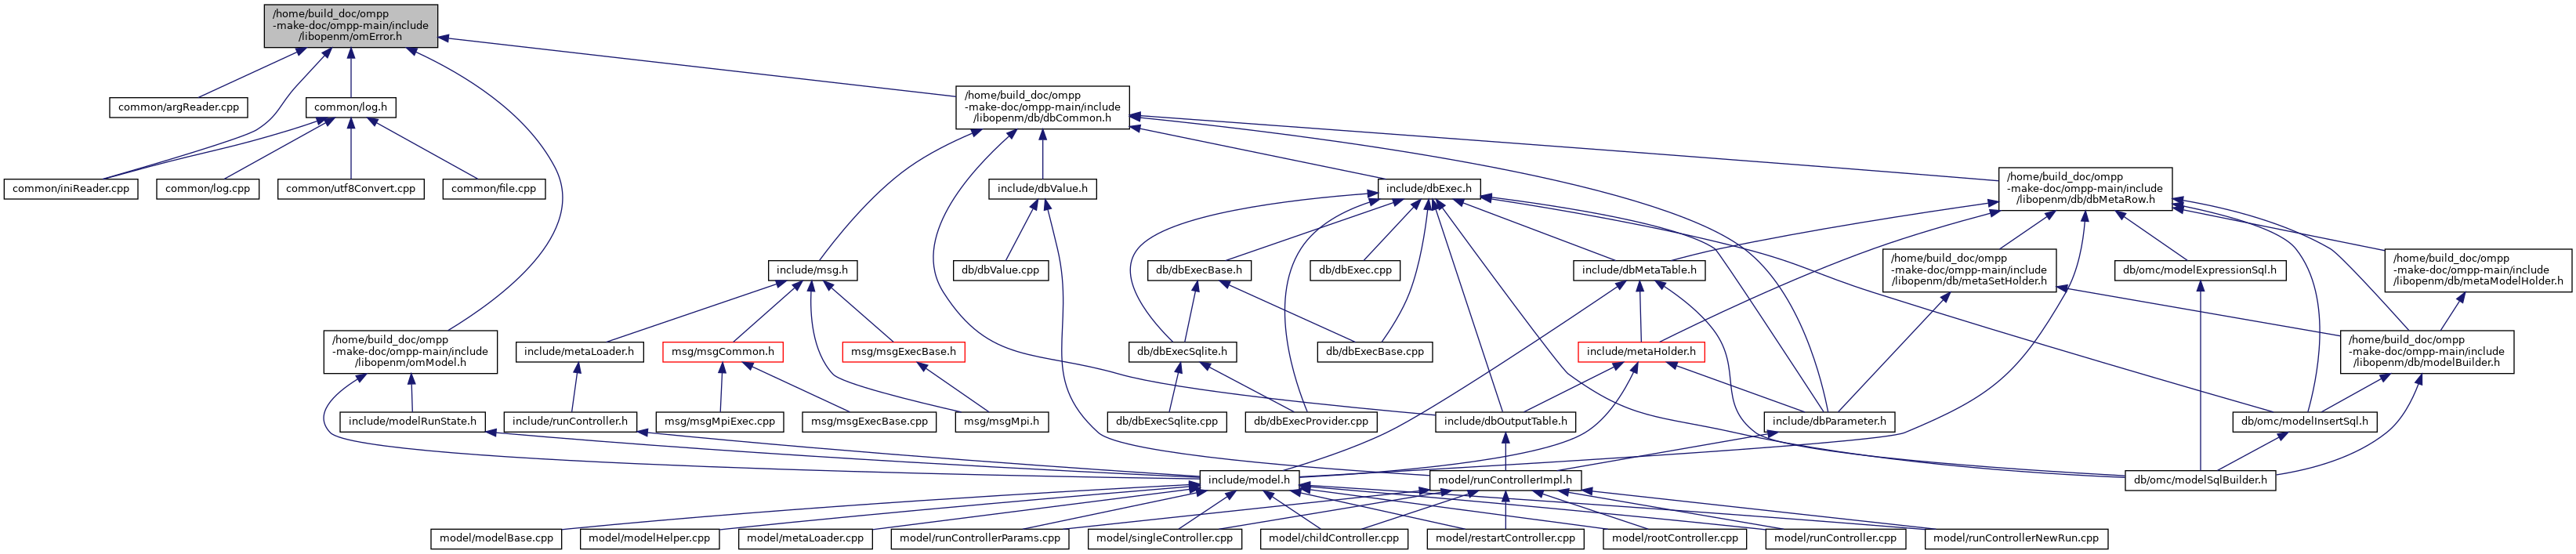 /home/build_doc/ompp
-make-doc/ompp-main/include
/libopenm/omError.h
common/argReader.cpp
common/log.h
/home/build_doc/ompp
-make-doc/ompp-main/include
/libopenm/db/dbCommon.h
common/iniReader.cpp
common/log.cpp
common/utf8Convert.cpp
common/file.cpp
include/dbValue.h
include/dbExec.h
/home/build_doc/ompp
-make-doc/ompp-main/include
/libopenm/db/dbMetaRow.h
include/msg.h
db/dbValue.cpp
db/dbExecBase.h
db/dbExec.cpp
include/dbMetaTable.h
/home/build_doc/ompp
-make-doc/ompp-main/include
/libopenm/db/metaSetHolder.h
db/omc/modelExpressionSql.h
/home/build_doc/ompp
-make-doc/ompp-main/include
/libopenm/db/metaModelHolder.h
/home/build_doc/ompp
-make-doc/ompp-main/include
/libopenm/omModel.h
include/metaLoader.h
msg/msgCommon.h
msg/msgExecBase.h
db/dbExecSqlite.h
db/dbExecBase.cpp
include/metaHolder.h
/home/build_doc/ompp
-make-doc/ompp-main/include
/libopenm/db/modelBuilder.h
include/modelRunState.h
include/runController.h
msg/msgMpiExec.cpp
msg/msgExecBase.cpp
msg/msgMpi.h
db/dbExecSqlite.cpp
db/dbExecProvider.cpp
include/dbOutputTable.h
include/dbParameter.h
db/omc/modelInsertSql.h
include/model.h
model/runControllerImpl.h
db/omc/modelSqlBuilder.h
model/modelBase.cpp
model/modelHelper.cpp
model/metaLoader.cpp
model/runControllerParams.cpp
model/singleController.cpp
model/childController.cpp
model/restartController.cpp
model/rootController.cpp
model/runController.cpp
model/runControllerNewRun.cpp